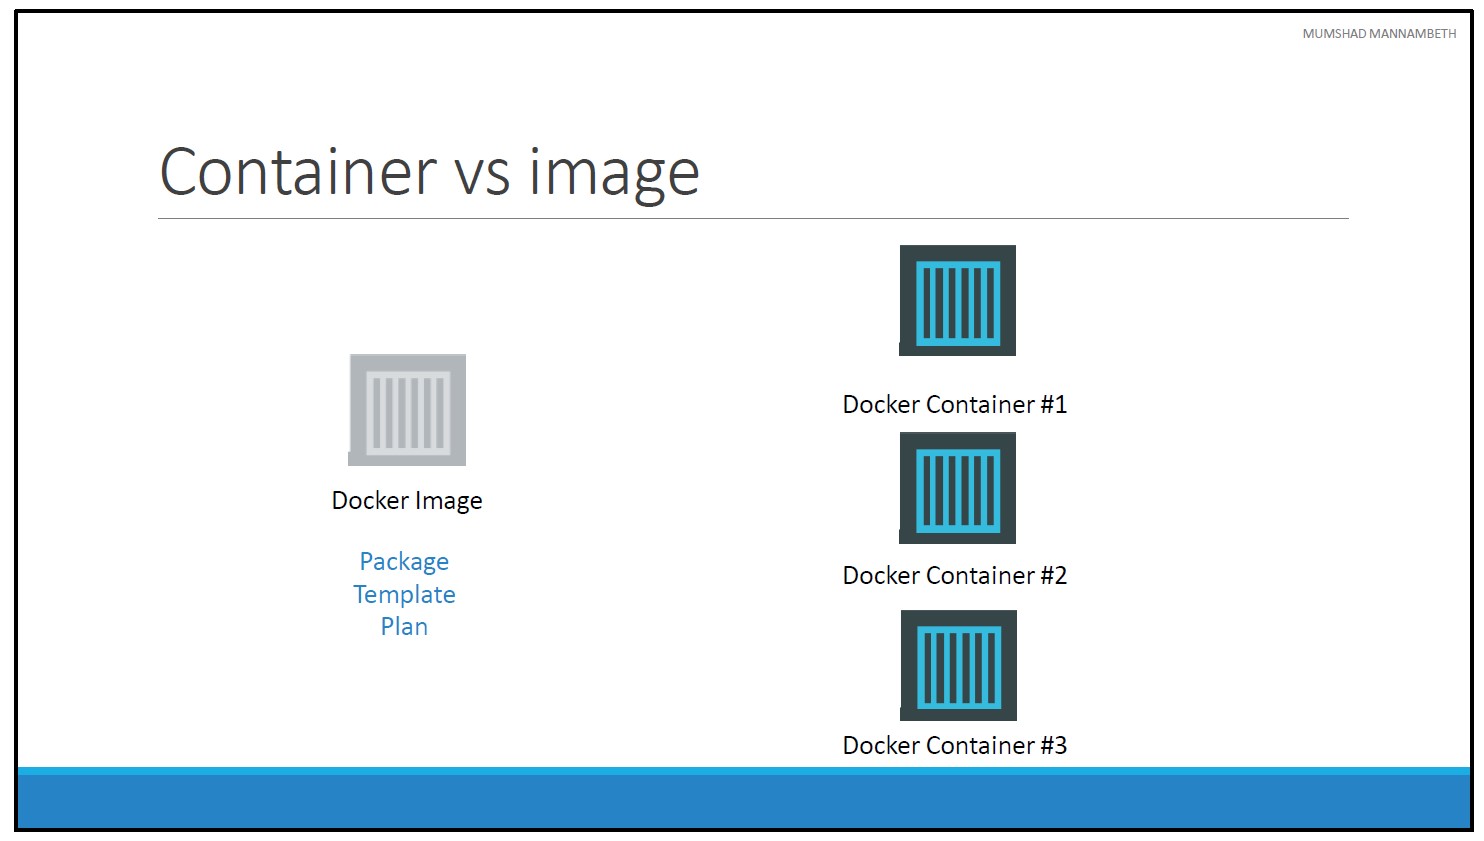 MUMSHAD MANNAMBETH
Container vs image
Docker Image
Package
Template
Plan
Docker Container #1
Docker Container #2
Docker Container #3